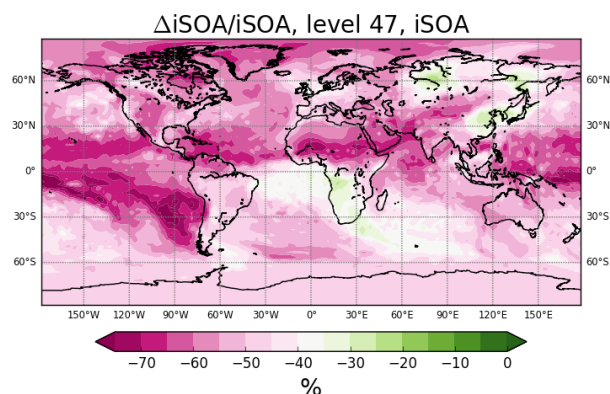 ΔiSOA/iSOA, level 47, iSOA
60°N 60°N
30°N 30°N
0° 0°
30°S 30°S
60°S 60°S
150°W 120°W 90°W 60°W 30°W 0° 30°E 60°E 90°E 120°E 150°E
−70 −60 −50 −40 −30 −20 −10 0
%